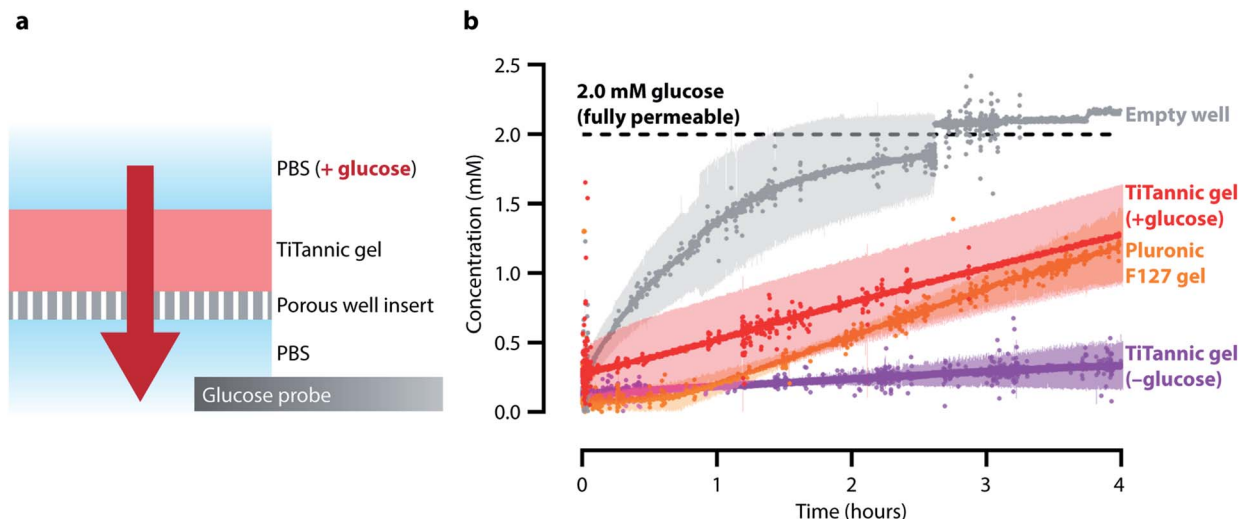 a
PBS (+ glucose)
TiTannic gel
Porous well insert
PBS
Glucose probe
b
Concentration (mM)
2.5
2.0
1.5
1.0
0.5
0.0
2.0 mM glucose
(fully permeable)
Empty well
TiTannic gel
(+glucose)
Pluronic
F127 gel
TiTannic gel
(−glucose)
0
1
2
3
4
Time (hours)